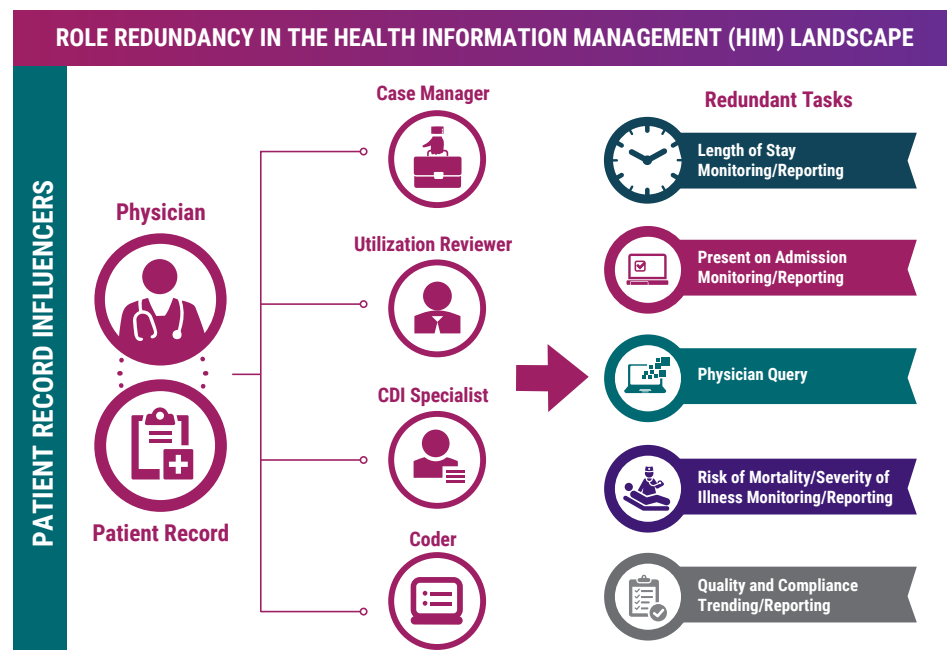 ROLE REDUNDANCY IN THE HEALTH INFORMATION MANAGEMENT (HIM) LANDSCAPE
PATIENT RECORD INFLUENCERS
Physician
Patient Record
Case Manager
Utilization Reviewer
CDI Specialist
Coder
Redundant Tasks
Length of Stay
Monitoring/Reporting
Present on Admission
Monitoring/Reporting
Physician Query
Risk of Mortality/Severity of
Illness Monitoring/Reporting
Quality and Compliance
Trending/Reporting